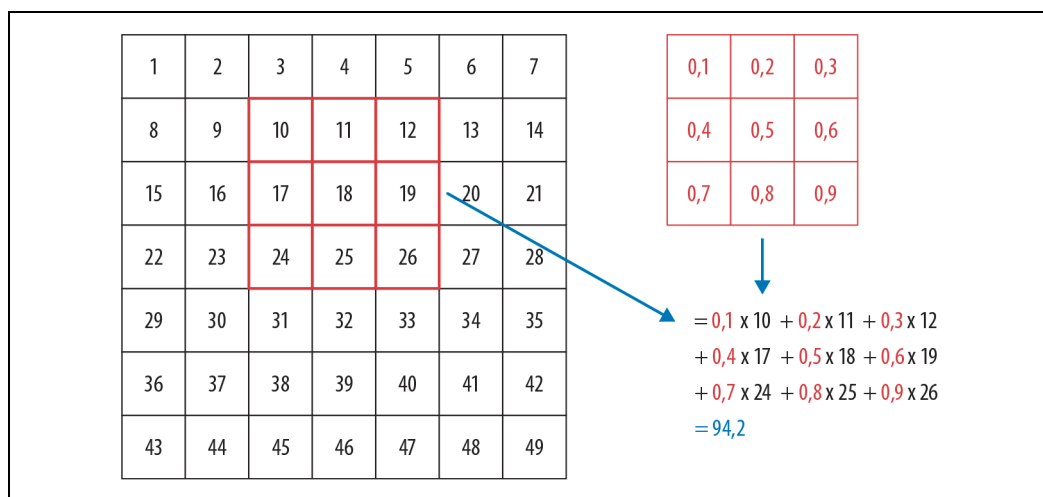 1 2 3 4 5 6 7
8 9 10 11 12 13 14
15 16 17 18 19 20 21
22 23 24 25 26 27 28
29 30 31 32 33 34 35
36 37 38 39 40 41 42
43 44 45 46 47 48 49
0,1 0,2 0,3
0,4 0,5 0,6
0,7 0,8 0,9
= 0,1 x 10 + 0,2 x 11 + 0,3 x 12
+ 0,4 x 17 + 0,5 x 18 + 0,6 x 19
+ 0,7 x 24 + 0,8 x 25 + 0,9 x 26
= 94,2